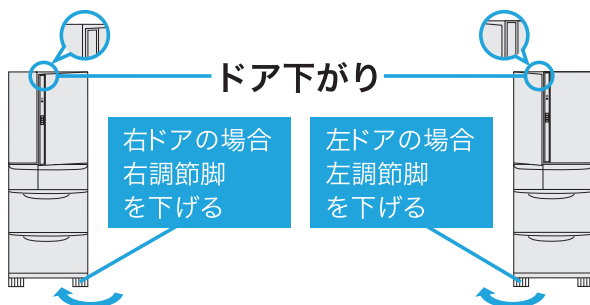 ドア下がり
右ドアの場合
右調節脚
を下げる
左ドアの場合
左調節脚
を下げる